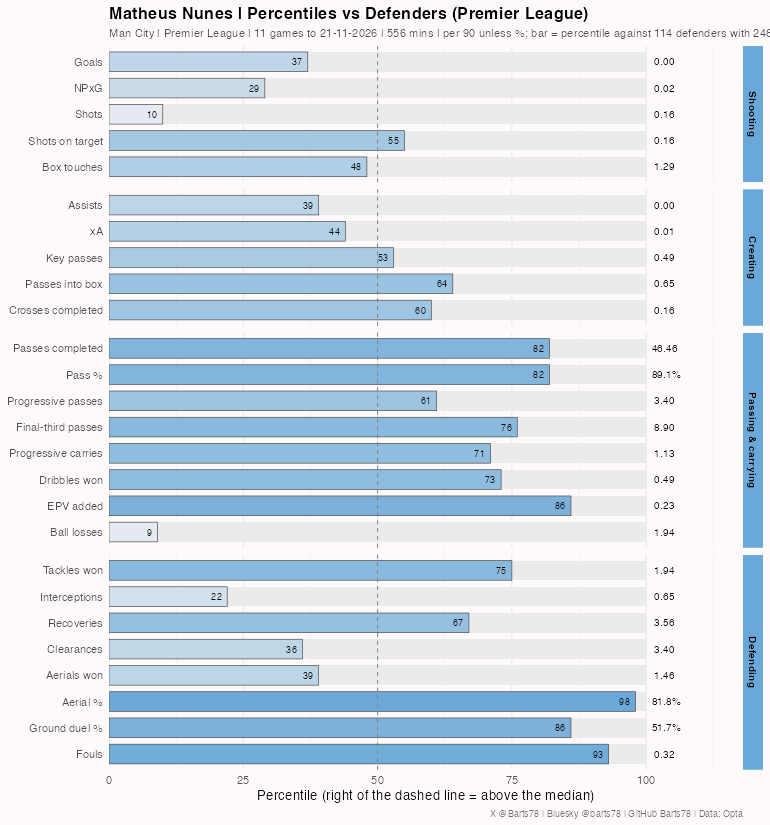 Matheus Nunes | Percentiles vs Defenders (Premier League)
Man City | Premier League | 11 games to 21-11-2026 | 556 mins | per 90 unless %; bar = percentile against 114 defenders with 248
Goals 37 0.00
NPxG 29 0.02
Shots 10 0.16
Shots on target 55 0.16
Box touches 48 1.29
Shooting
Assists 39 0.00
xA 44 0.01
Key passes 53 0.49
Passes into box 64 0.65
Crosses completed 60 0.16
Creating
Passes completed 82 46.46
Pass % 82 89.1%
Progressive passes 61 3.40
Final-third passes 76 8.90
Progressive carries 71 1.13
Dribbles won 73 0.49
EPV added 86 0.23
Ball losses 9 1.94
Passing & carrying
Tackles won 75 1.94
Interceptions 22 0.65
Recoveries 67 3.56
Clearances 36 3.40
Aerials won 39 1.46
Aerial % 98 81.8%
Ground duel % 86 51.7%
Fouls 93 0.32
Defending
0 25 50 75 100
Percentile (right of the dashed line = above the median)
X @Barts78 | Bluesky @barts78 | GitHub Barts78 | Data: Opta